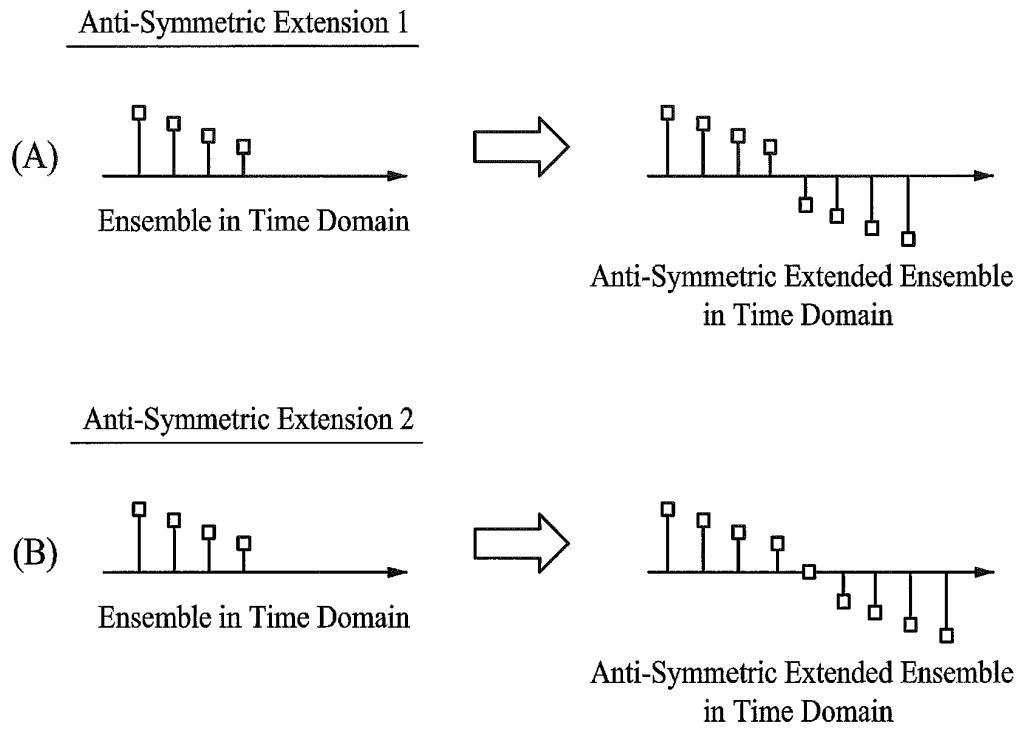 Anti-Symmetric Extension 1
(A)
Ensemble in Time Domain
Anti-Symmetric Extended Ensemble
in Time Domain
Anti-Symmetric Extension 2
(B)
Ensemble in Time Domain
Anti-Symmetric Extended Ensemble
in Time Domain